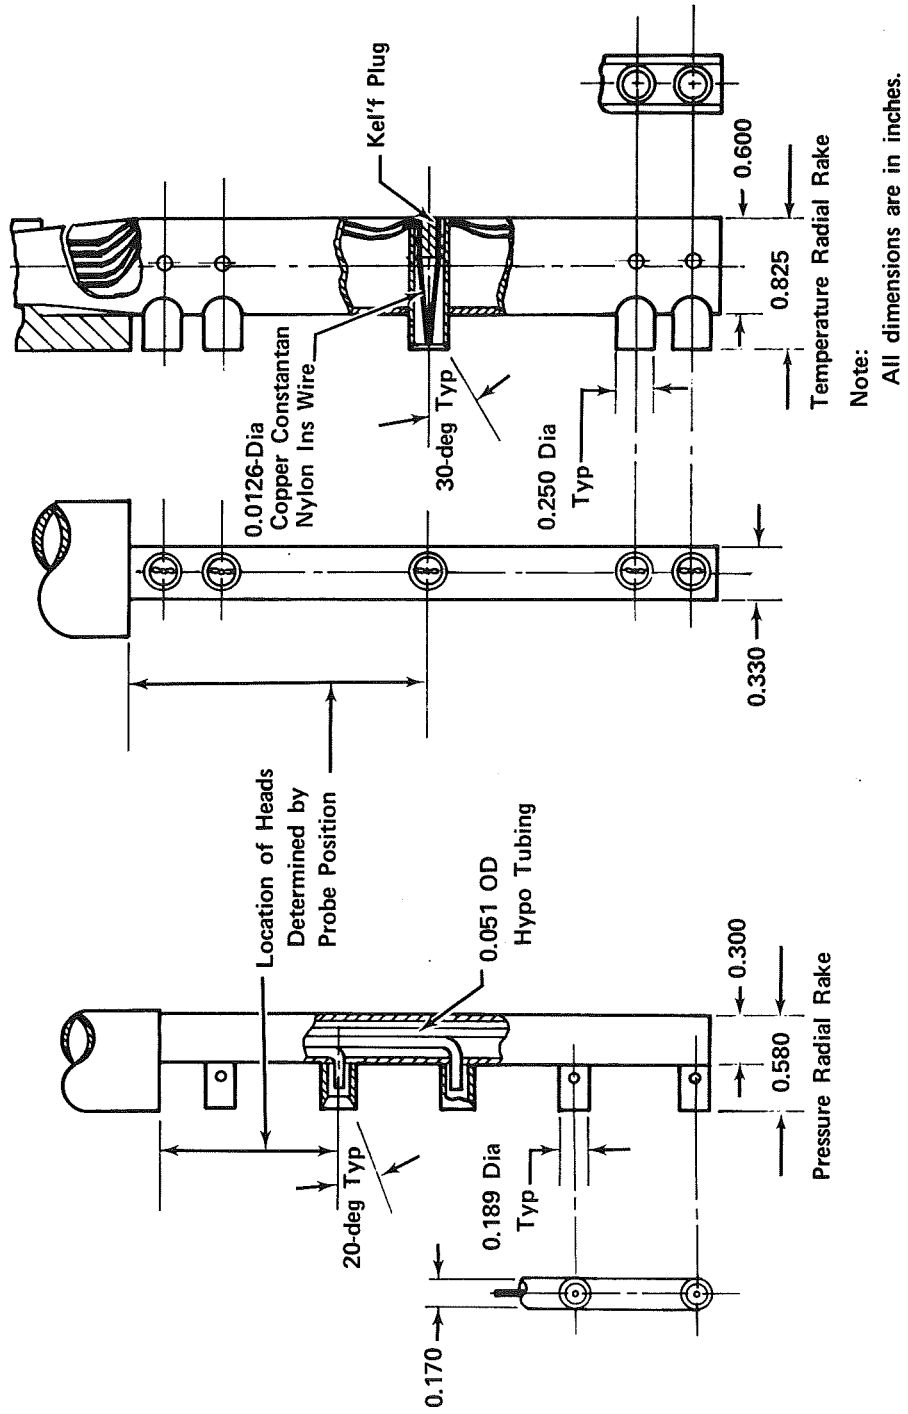 Location of Heads
Determined by
Probe Position
0.051 OD
Hypo Tubing
20-deg Typ
0.189 Dia
Typ
0.170
0.300
0.580
Pressure Radial Rake
0.0126-Dia
Copper Constantan
Nylon Ins Wire
Kel'f Plug
30-deg Typ
0.250 Dia
Typ
0.330
0.600
0.825
Temperature Radial Rake
Note:
All dimensions are in inches.